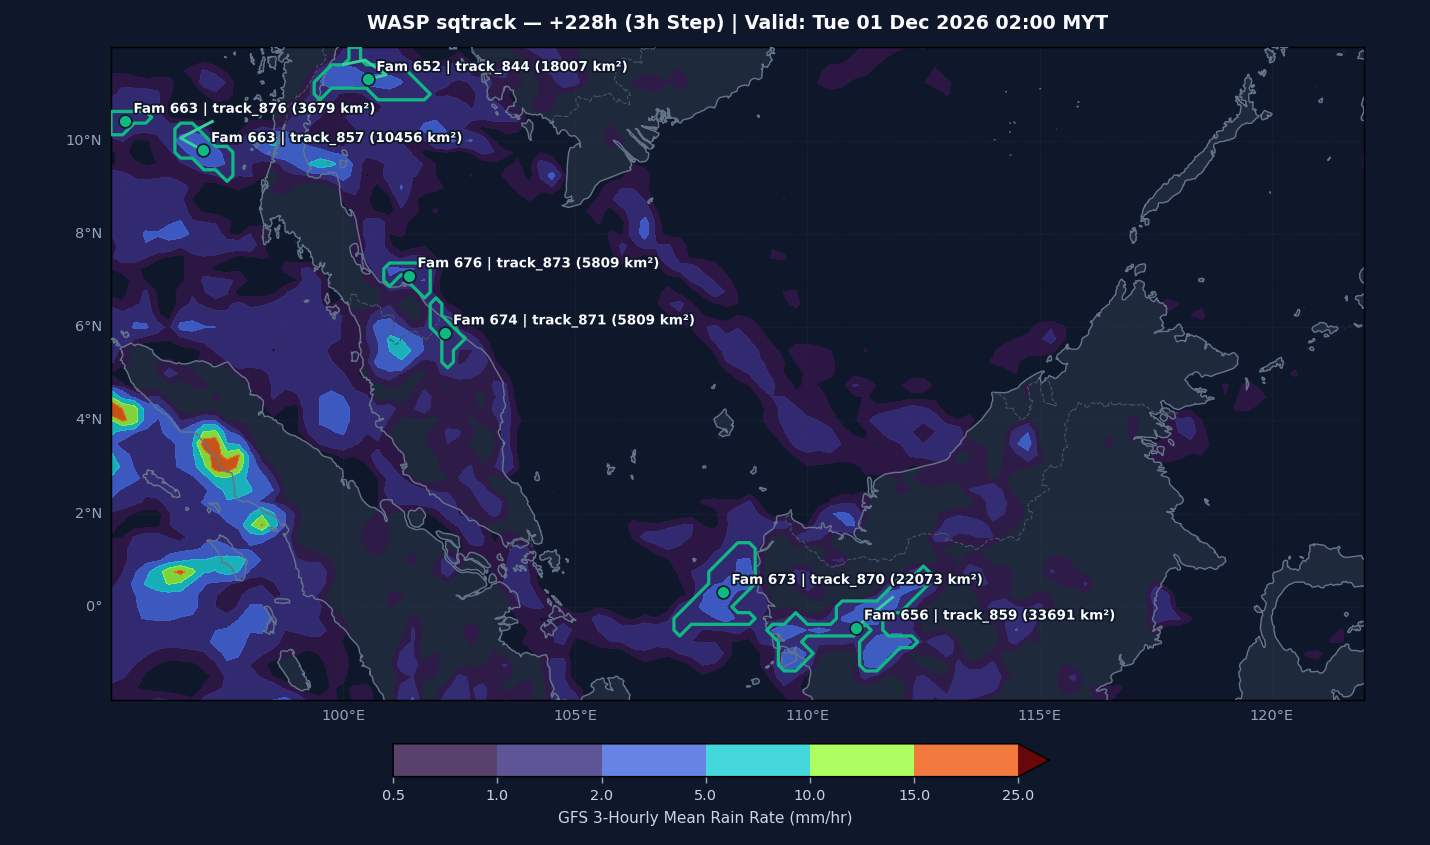 WASP sqtrack — +228h (3h Step) | Valid: Tue 01 Dec 2026 02:00 MYT
Fam 652 | track_844 (18007 km²)
Fam 663 | track_876 (3679 km²)
Fam 663 | track_857 (10456 km²)
10°N
8°N
Fam 676 | track_873 (5809 km²)
6°N
Fam 674 | track_871 (5809 km²)
4°N
2°N
Fam 673 | track_870 (22073 km²)
0°
Fam 656 | track_859 (33691 km²)
100°E 105°E 110°E 115°E 120°E
0.5 1.0 2.0 5.0 10.0 15.0 25.0
GFS 3-Hourly Mean Rain Rate (mm/hr)